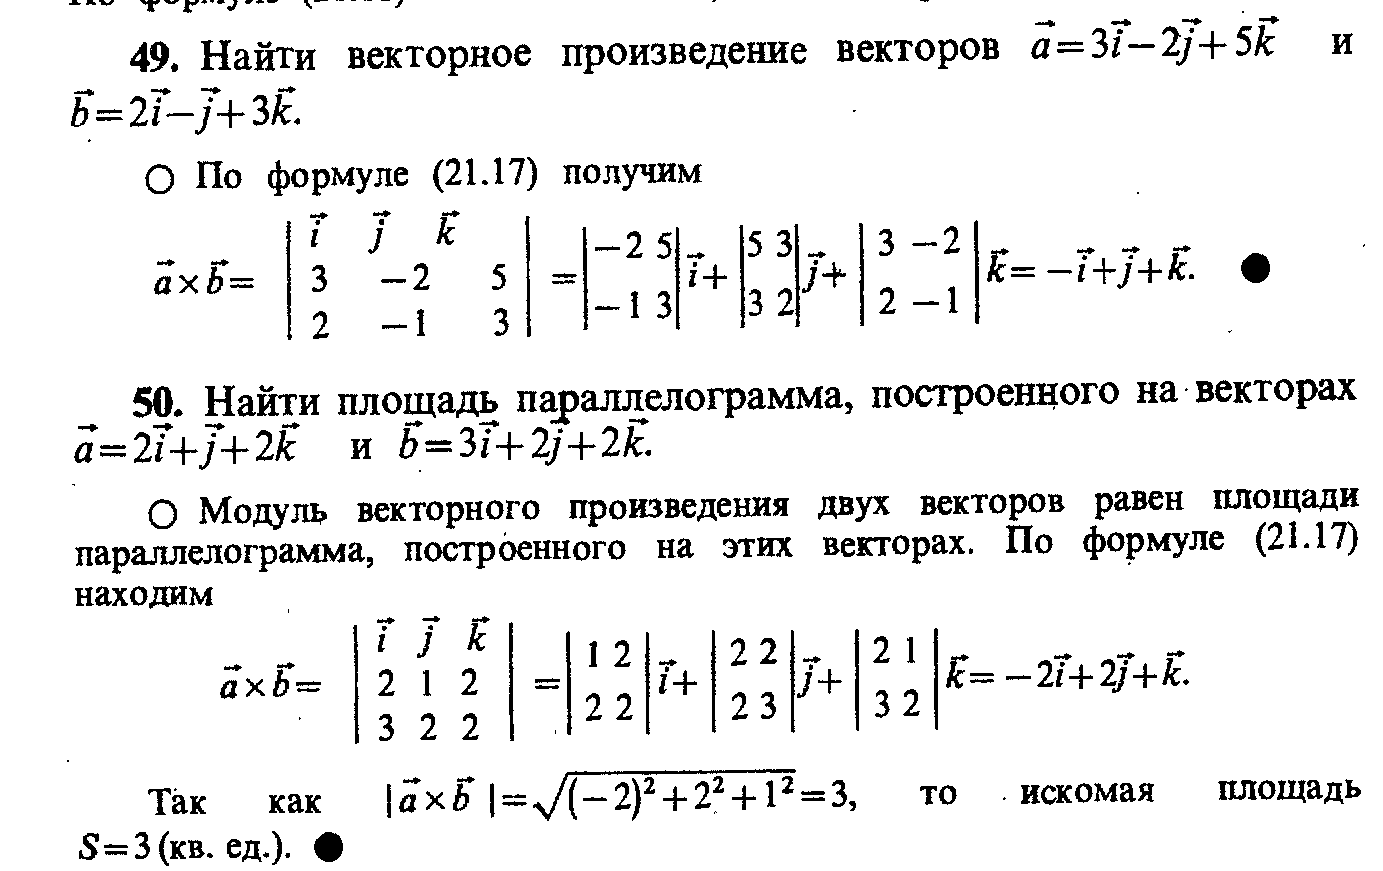 49. Найти векторное произведение векторов a⃗=3i⃗−2j⃗+5k⃗ и
b⃗=2i⃗−j⃗+3k⃗.
○ По формуле (21.17) получим
a⃗×b⃗= | i⃗ j⃗ k⃗ | = |−2 5| i⃗+ |5 3| j⃗+ |3 −2| k⃗= −i⃗+j⃗+k⃗. ●
| 3 −2 5 | |−1 3| |3 2| |2 −1|
| 2 −1 3 |
50. Найти площадь параллелограмма, построенного на векторах
a⃗=2i⃗+j⃗+2k⃗ и b⃗=3i⃗+2j⃗+2k⃗.
○ Модуль векторного произведения двух векторов равен площади
параллелограмма, построенного на этих векторах. По формуле (21.17)
находим
a⃗×b⃗= | i⃗ j⃗ k⃗ | = |1 2| i⃗+ |2 2| j⃗+ |2 1| k⃗= −2i⃗+2j⃗+k⃗.
| 2 1 2 | |2 2| |2 3| |3 2|
| 3 2 2 |
Так как |a⃗×b⃗|=√((−2)²+2²+1²)=3, то искомая площадь
S=3 (кв. ед.). ●